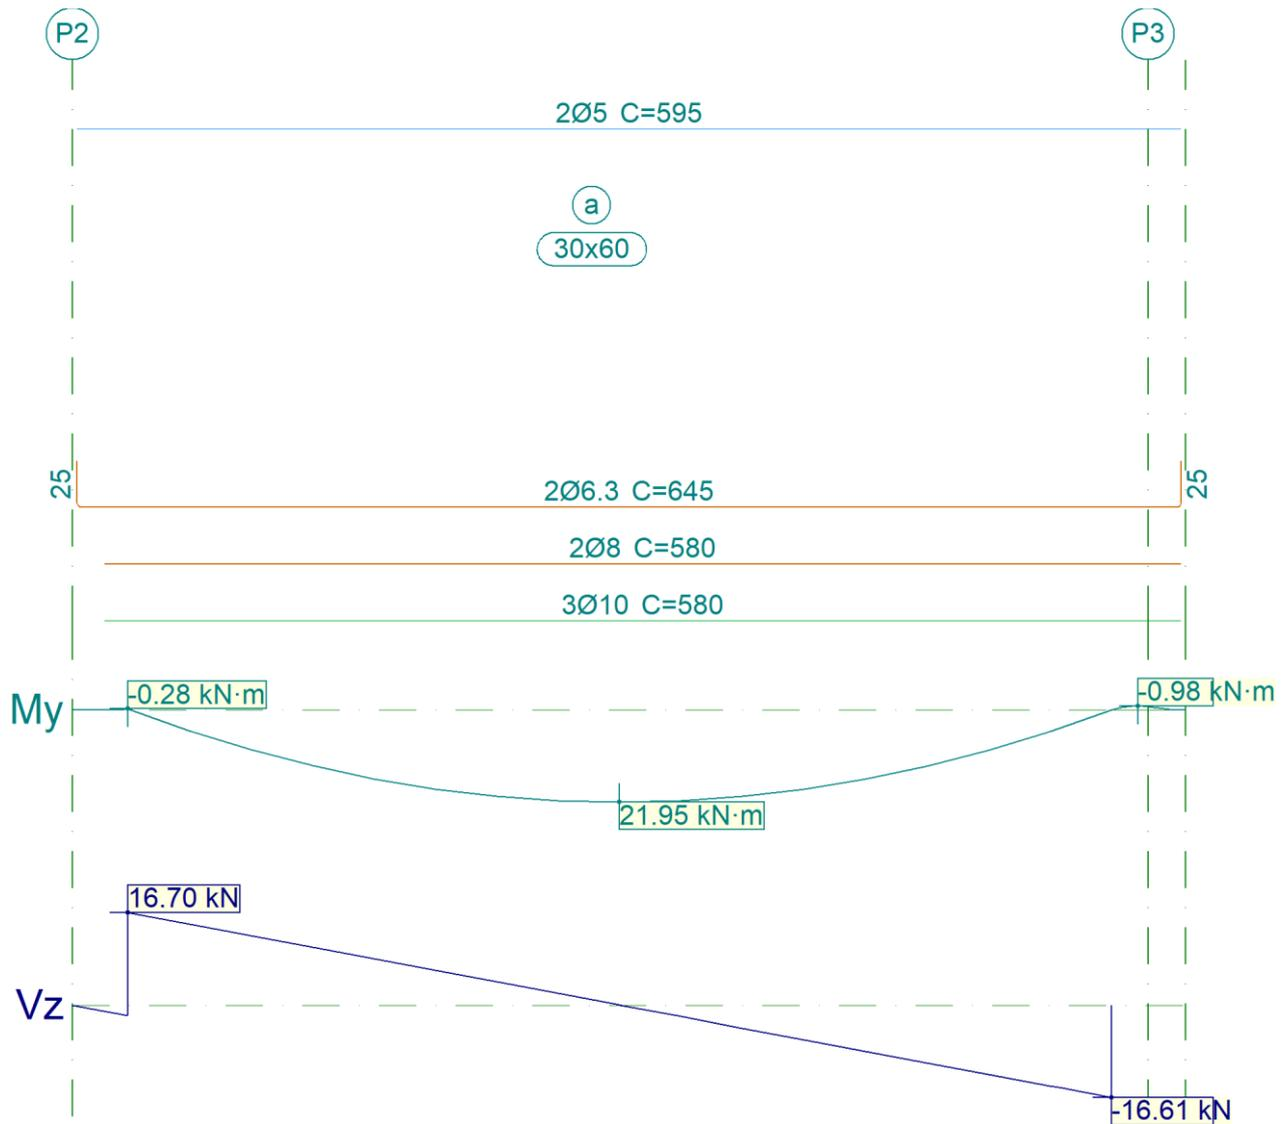 P2
P3
2Ø5 C=595
a
30x60
25
2Ø6.3 C=645
25
2Ø8 C=580
3Ø10 C=580
My
-0.28 kN·m
-0.98 kN·m
21.95 kN·m
16.70 kN
Vz
-16.61 kN